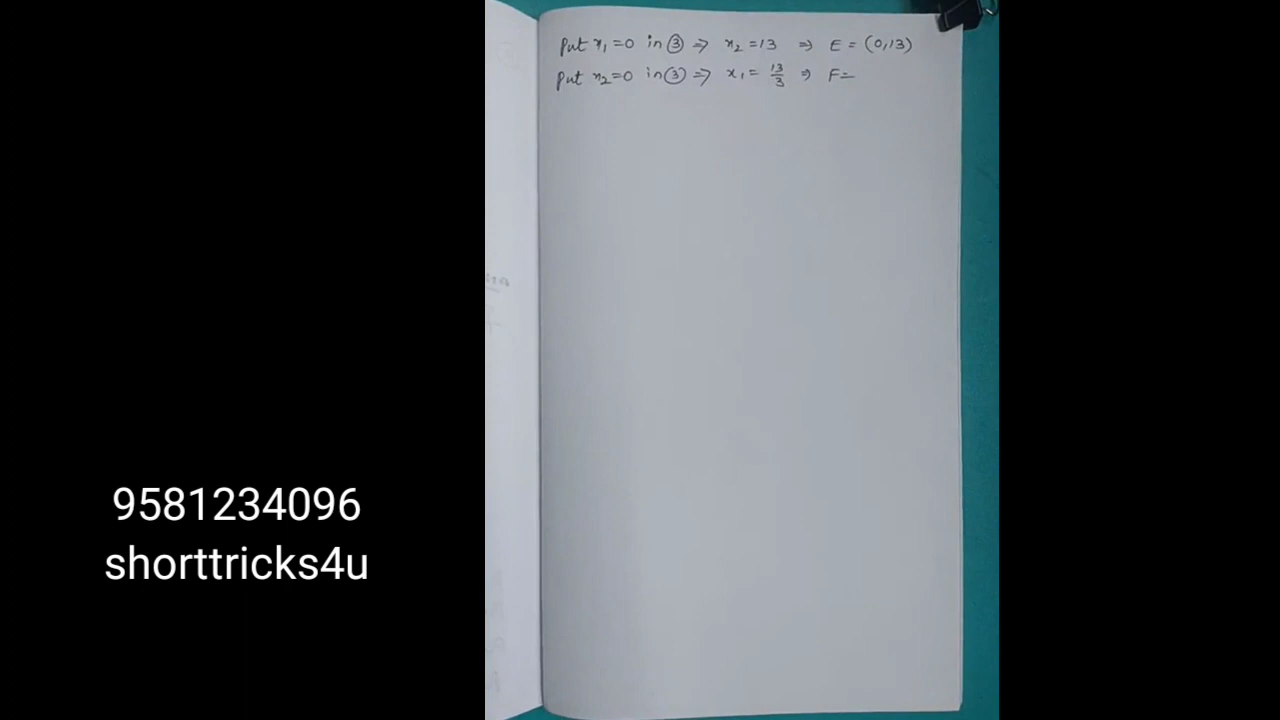 Put x₁=0 in ③ ⇒ x₂=13 ⇒ E = (0,13)
Put x₂=0 in ③ ⇒ x₁= 13/3 ⇒ F=
9581234096
shorttricks4u